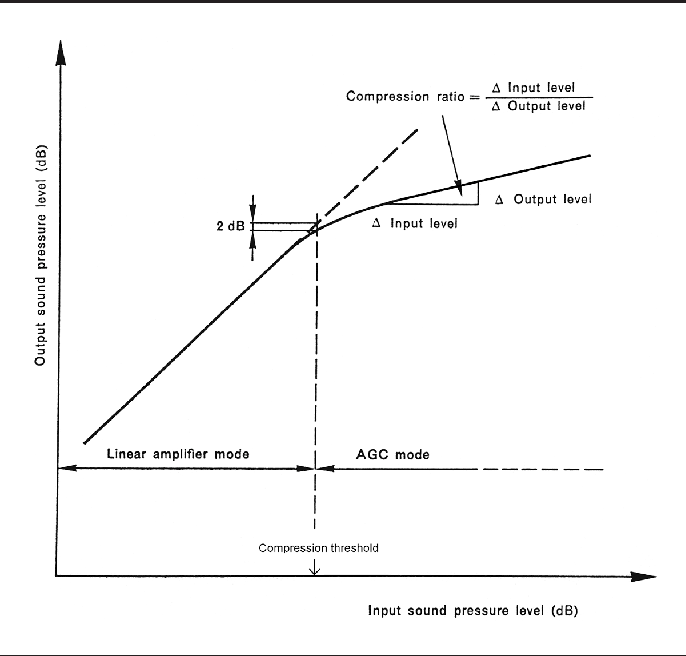 Δ Input level
Compression ratio = 
Δ Output level
Output sound pressure level (dB)
2 dB
Δ Output level
Δ Input level
Linear amplifier mode
AGC mode
Compression threshold
Input sound pressure level (dB)